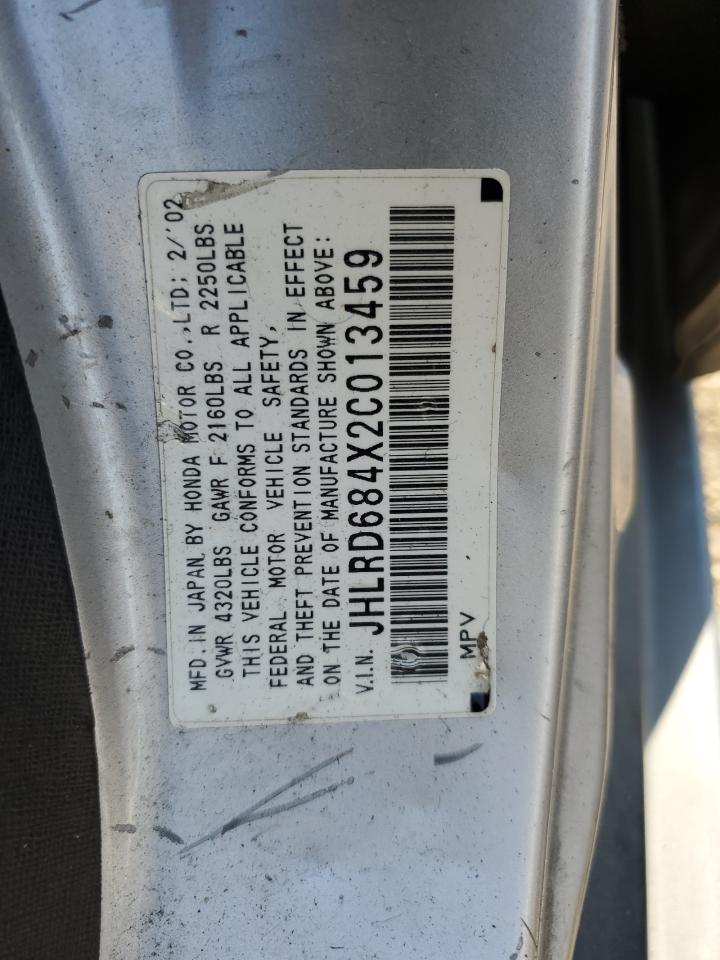 MFD. IN JAPAN BY HONDA MOTOR CO.,LTD; 2/'02
GVWR 4320LBS GAWR F 2160LBS R 2250LBS
THIS VEHICLE CONFORMS TO ALL APPLICABLE
FEDERAL MOTOR VEHICLE SAFETY,
AND THEFT PREVENTION STANDARDS IN EFFECT
ON THE DATE OF MANUFACTURE SHOWN ABOVE:
V.I.N. JHLRD684X2C013459
MPV